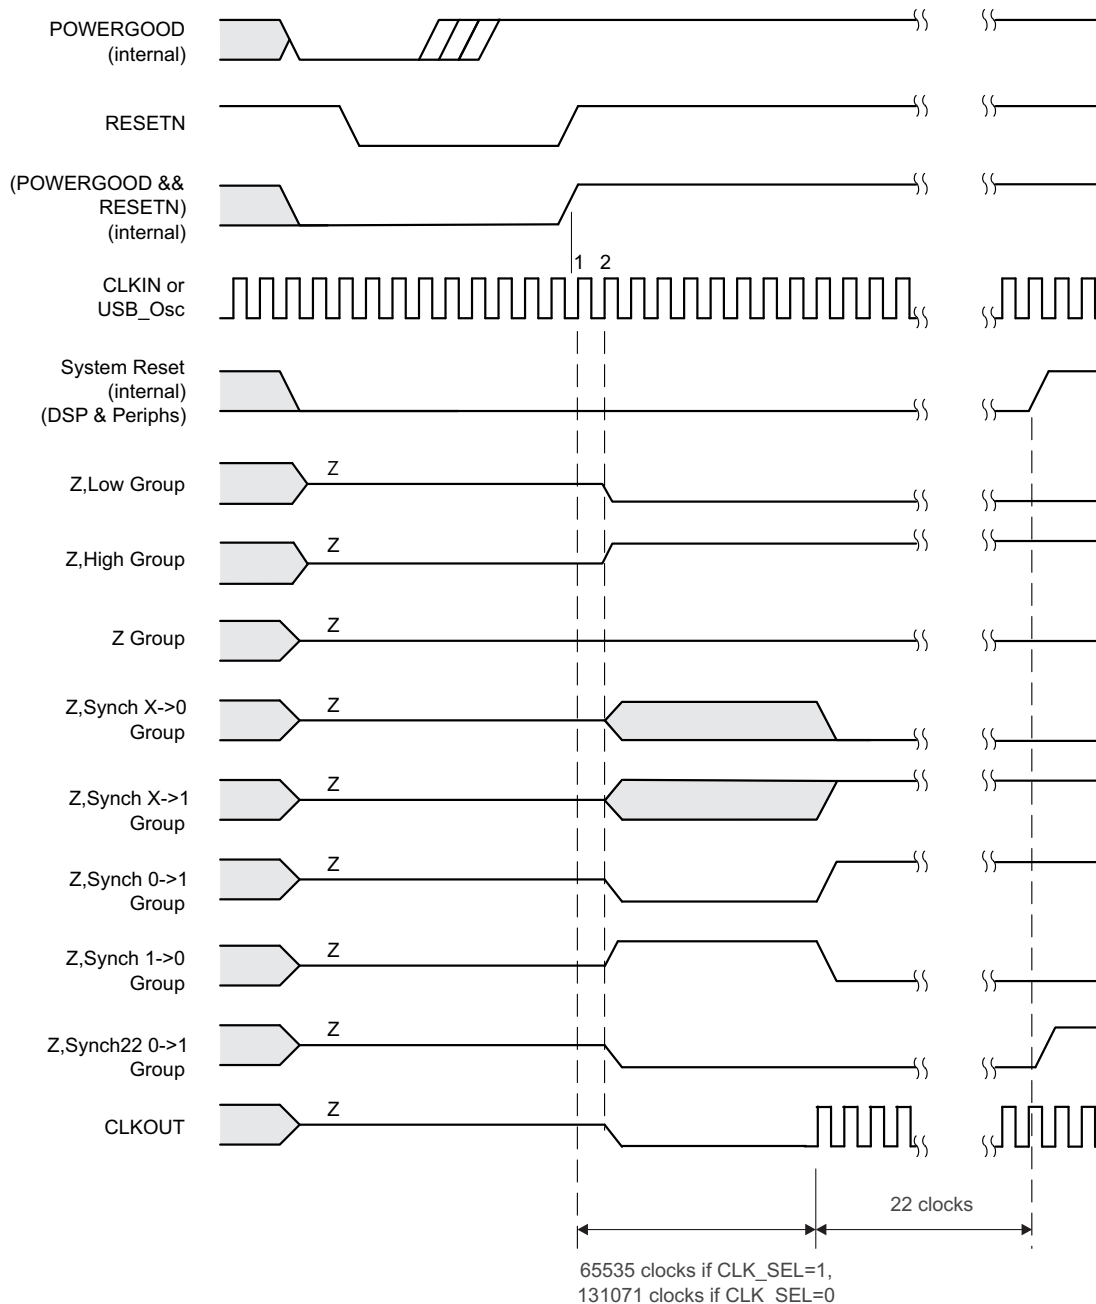 POWERGOOD
(internal)
RESETN
(POWERGOOD &&
RESETN)
(internal)
1 2
CLKIN or
USB_Osc
System Reset
(internal)
(DSP & Periphs)
Z
Z,Low Group
Z
Z,High Group
Z
Z Group
Z
Z,Synch X->0
Group
Z
Z,Synch X->1
Group
Z
Z,Synch 0->1
Group
Z
Z,Synch 1->0
Group
Z
Z,Synch22 0->1
Group
Z
CLKOUT
22 clocks
65535 clocks if CLK_SEL=1,
131071 clocks if CLK_SEL=0